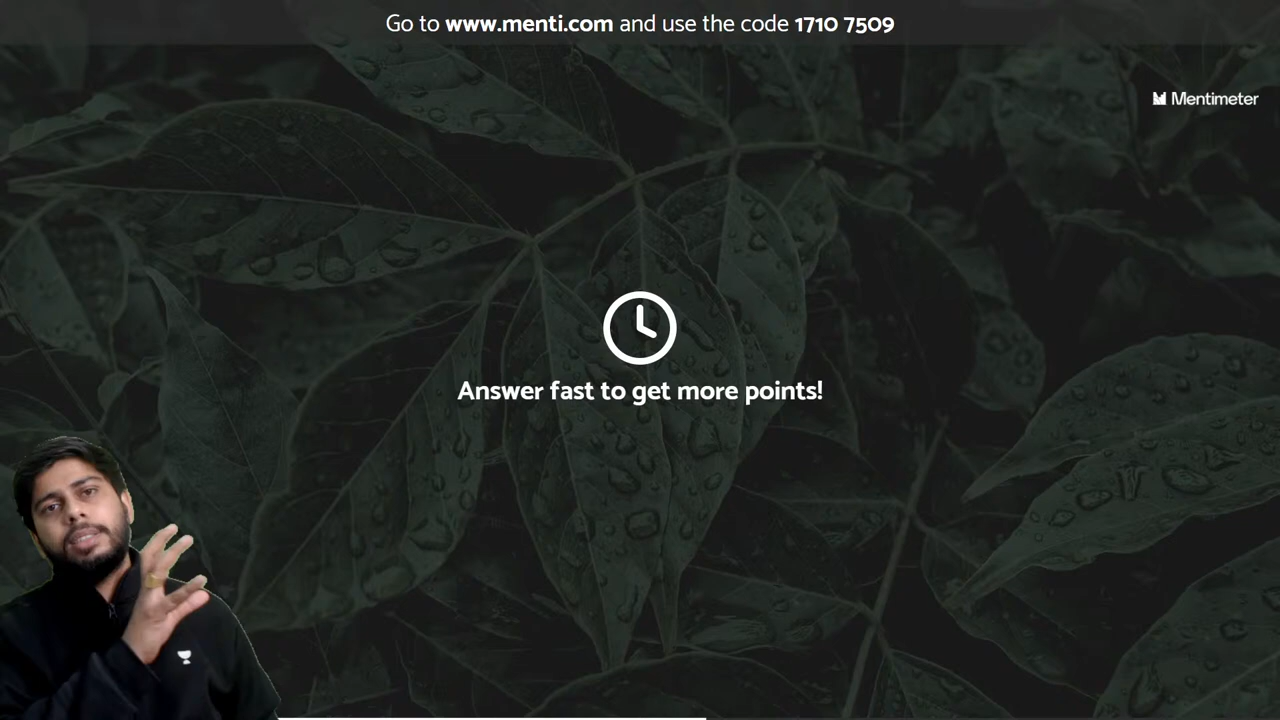 Go to www.menti.com and use the code 1710 7509
Mentimeter
Answer fast to get more points!